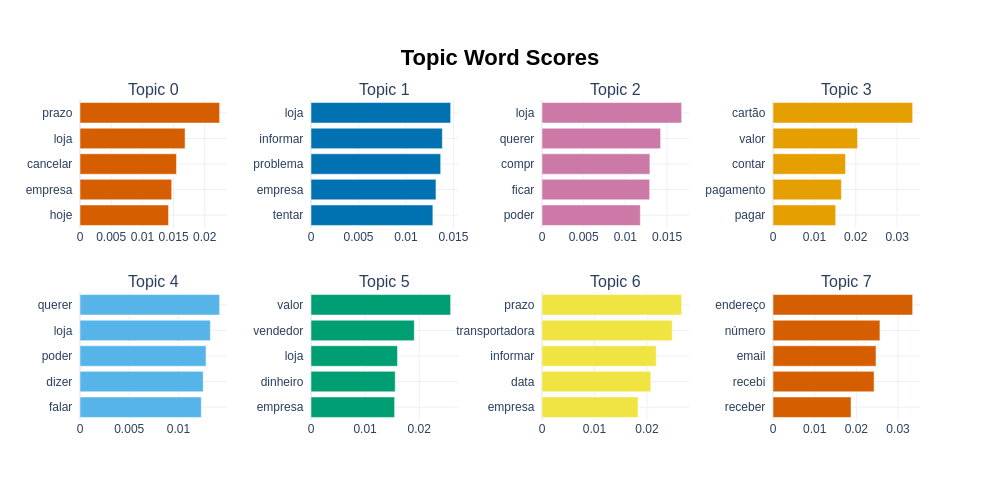 Topic Word Scores
Topic 0
prazo
loja
cancelar
empresa
hoje
0 0.005 0.01 0.015 0.02
Topic 1
loja
informar
problema
empresa
tentar
0 0.005 0.01 0.015
Topic 2
loja
querer
compr
ficar
poder
0 0.005 0.01 0.015
Topic 3
cartão
valor
contar
pagamento
pagar
0 0.01 0.02 0.03
Topic 4
querer
loja
poder
dizer
falar
0 0.005 0.01
Topic 5
valor
vendedor
loja
dinheiro
empresa
0 0.01 0.02
Topic 6
prazo
transportadora
informar
data
empresa
0 0.01 0.02
Topic 7
endereço
número
email
recebi
receber
0 0.01 0.02 0.03